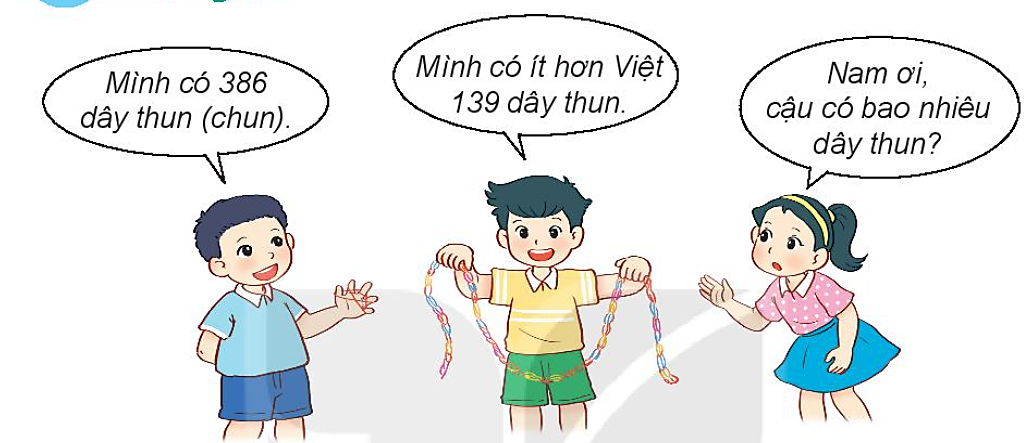 Mình có 386
dây thun (chun).
Mình có ít hơn Việt
139 dây thun.
Nam ơi,
cậu có bao nhiêu
dây thun?